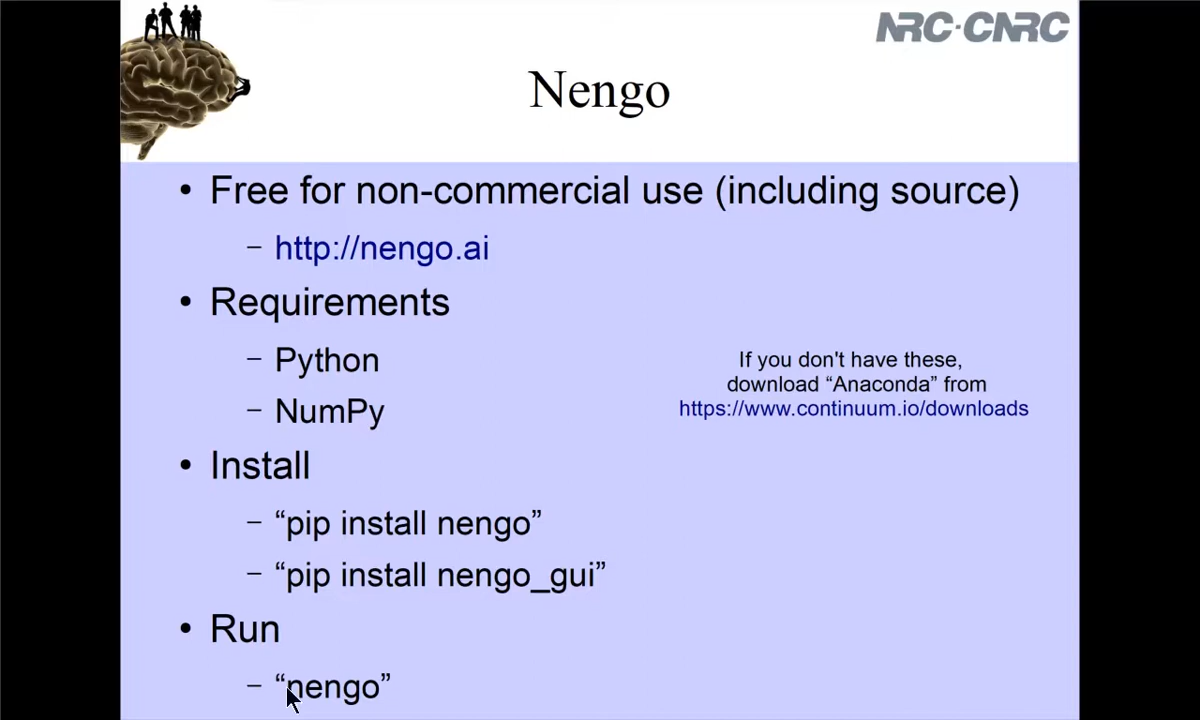 NRC·CNRC
Nengo
• Free for non-commercial use (including source)
– http://nengo.ai
• Requirements
– Python
– NumPy
If you don't have these,
download “Anaconda” from
https://www.continuum.io/downloads
• Install
– “pip install nengo”
– “pip install nengo_gui”
• Run
– “nengo”